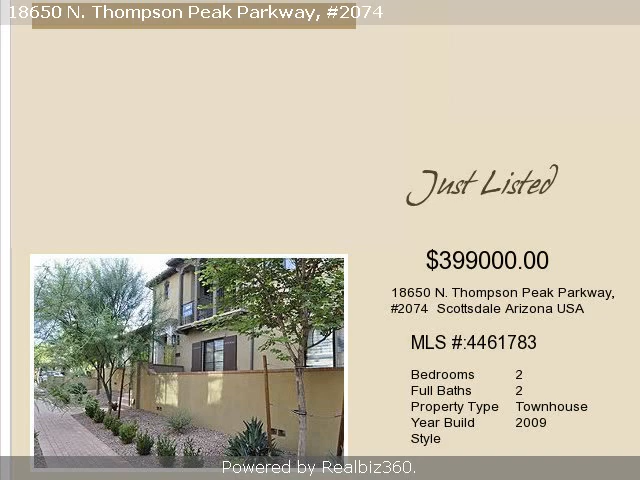 18650 N. Thompson Peak Parkway, #2074
Just Listed
$399000.00
18650 N. Thompson Peak Parkway,
#2074 Scottsdale Arizona USA
MLS #:4461783
Bedrooms 2
Full Baths 2
Property Type Townhouse
Year Build 2009
Style
Powered by Realbiz360.